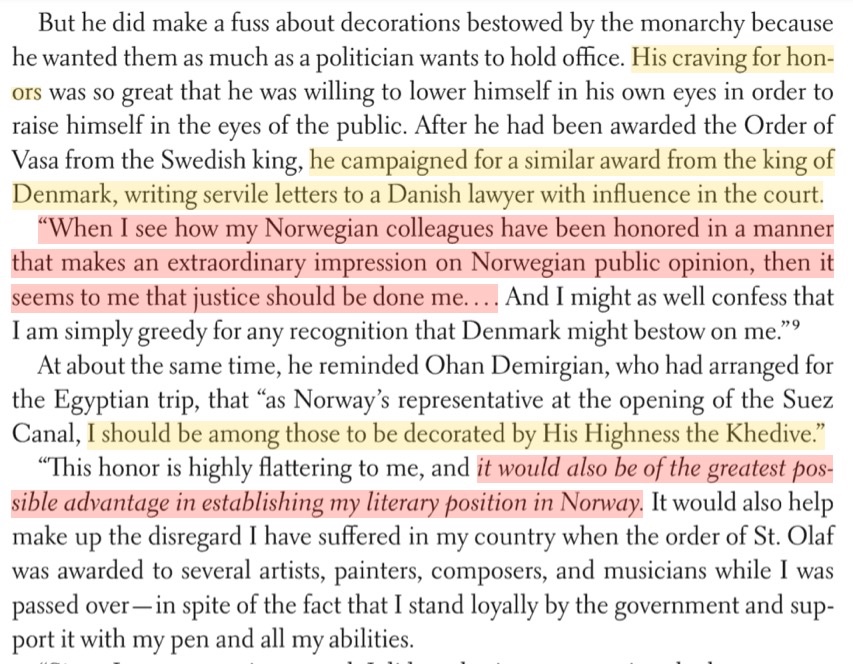 But he did make a fuss about decorations bestowed by the monarchy because
he wanted them as much as a politician wants to hold office. His craving for hon-
ors was so great that he was willing to lower himself in his own eyes in order to
raise himself in the eyes of the public. After he had been awarded the Order of
Vasa from the Swedish king, he campaigned for a similar award from the king of
Denmark, writing servile letters to a Danish lawyer with influence in the court.
“When I see how my Norwegian colleagues have been honored in a manner
that makes an extraordinary impression on Norwegian public opinion, then it
seems to me that justice should be done me.... And I might as well confess that
I am simply greedy for any recognition that Denmark might bestow on me.”⁹
At about the same time, he reminded Ohan Demirgian, who had arranged for
the Egyptian trip, that “as Norway’s representative at the opening of the Suez
Canal, I should be among those to be decorated by His Highness the Khedive.”
“This honor is highly flattering to me, and it would also be of the greatest pos-
sible advantage in establishing my literary position in Norway. It would also help
make up the disregard I have suffered in my country when the order of St. Olaf
was awarded to several artists, painters, composers, and musicians while I was
passed over—in spite of the fact that I stand loyally by the government and sup-
port it with my pen and all my abilities.